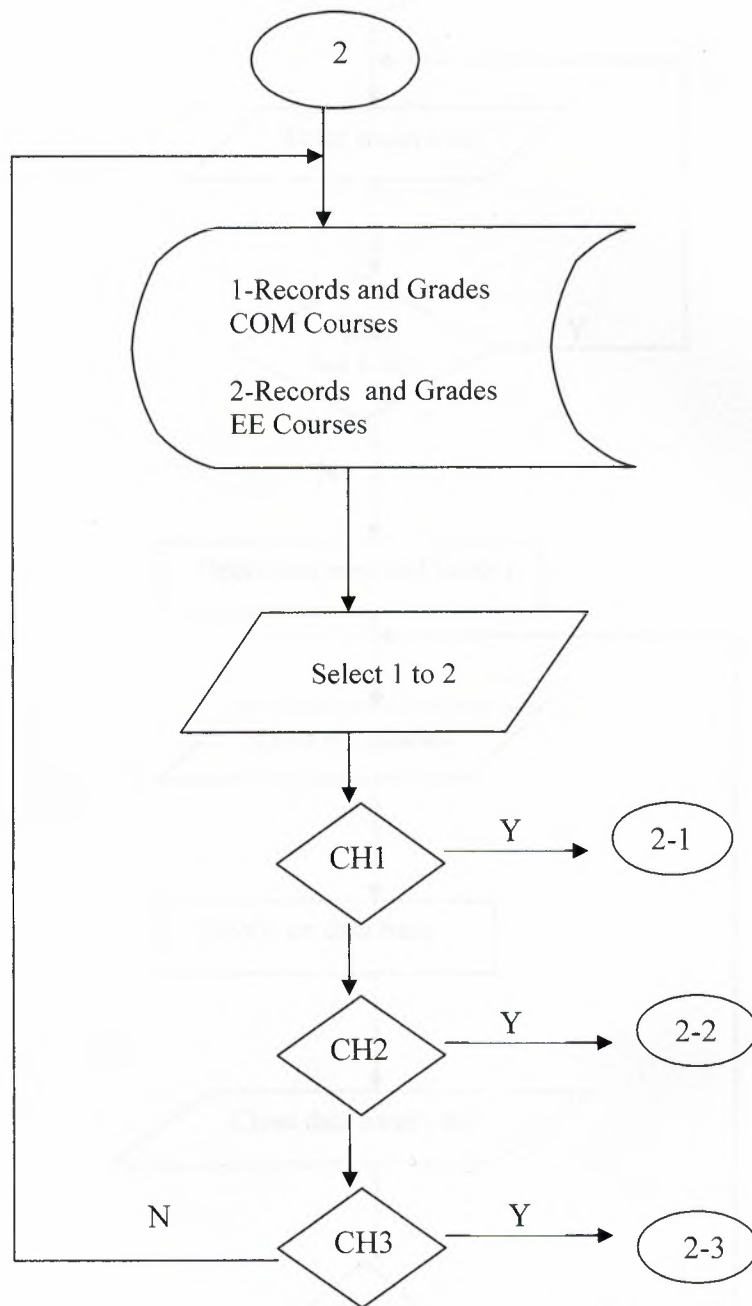 2
1-Records and Grades
COM Courses
2-Records and Grades
EE Courses
Select 1 to 2
CH1
Y
2-1
CH2
Y
2-2
N
CH3
Y
2-3